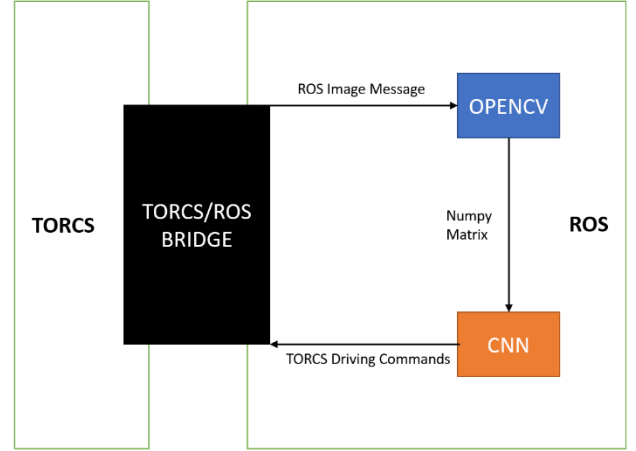 ROS Image Message
OPENCV
TORCS
TORCS/ROS
BRIDGE
Numpy
Matrix
ROS
CNN
TORCS Driving Commands